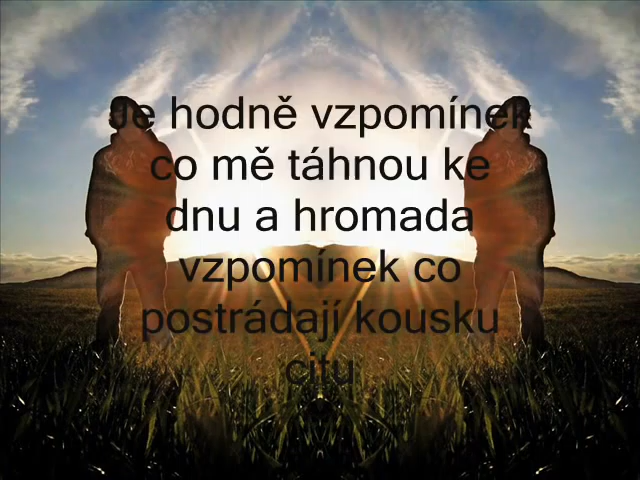 Je hodně vzpomínek
co mě táhnou ke
dnu a hromada
vzpomínek co
postrádají kousku
citu